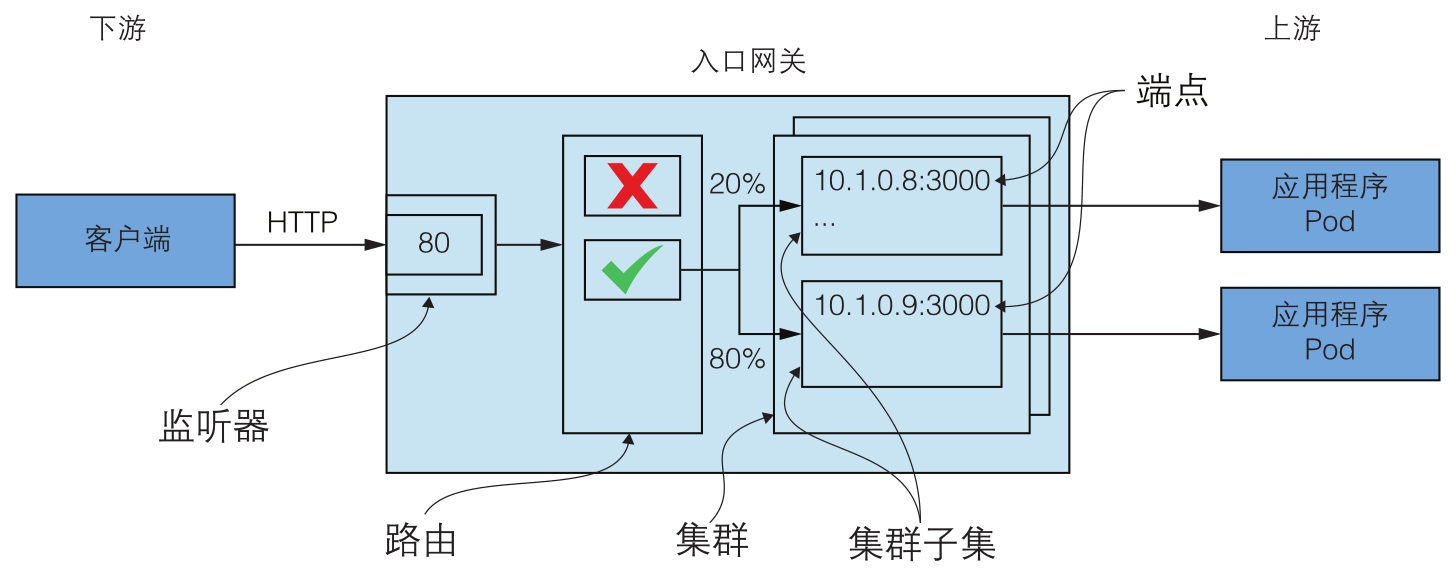 下游
上游
入口网关
端点
客户端
HTTP
80
20%
80%
10.1.0.8:3000
...
10.1.0.9:3000
应用程序
Pod
应用程序
Pod
监听器
路由
集群
集群子集